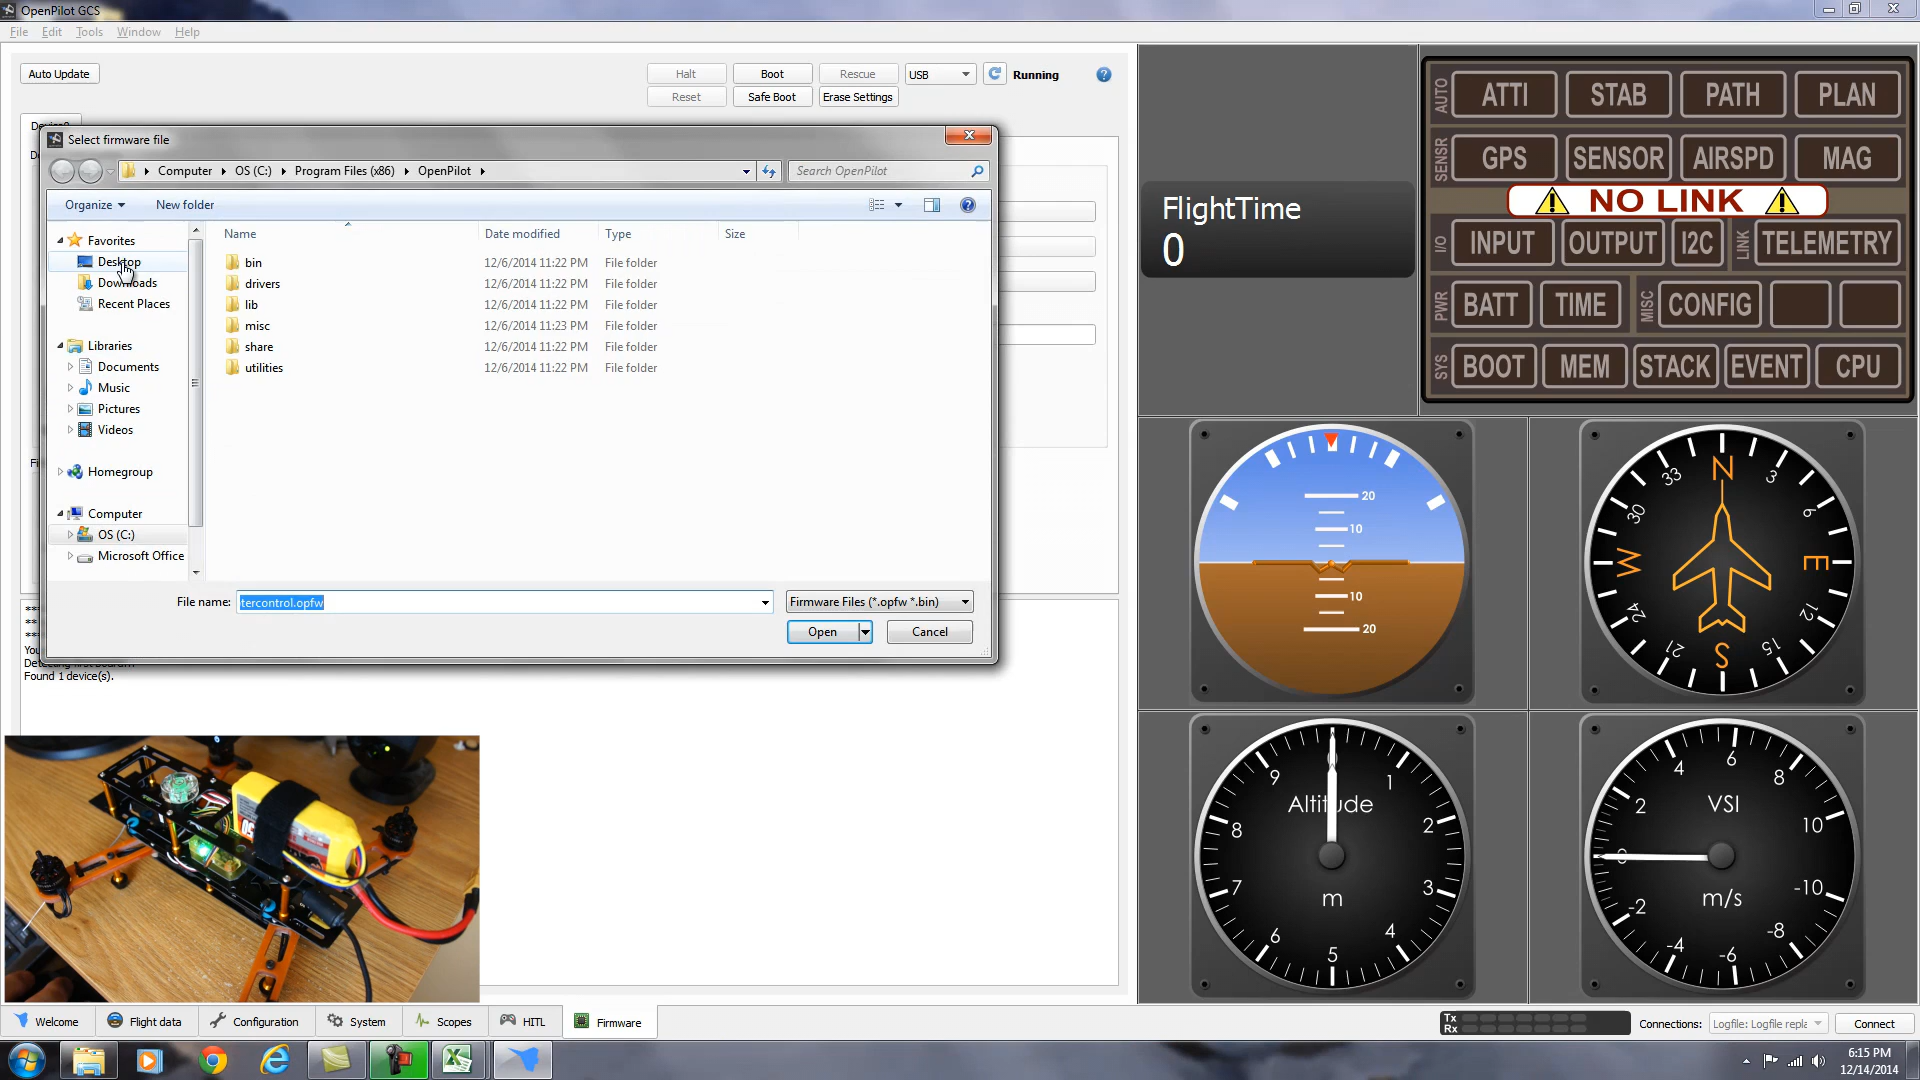 OpenPilot GCS
File Edit Tools Window Help
Auto Update
Halt Boot Rescue USB Running
Reset Safe Boot Erase Settings
Select firmware file
Computer OS (C:) Program Files (x86) OpenPilot
Search OpenPilot
Organize New folder
Name Date modified Type Size
bin 12/6/2014 11:22 PM File folder
drivers 12/6/2014 11:22 PM File folder
lib 12/6/2014 11:22 PM File folder
misc 12/6/2014 11:23 PM File folder
share 12/6/2014 11:22 PM File folder
utilities 12/6/2014 11:22 PM File folder
Favorites
Desktop
Downloads
Recent Places
Libraries
Documents
Music
Pictures
Videos
Homegroup
Computer
OS (C:)
Microsoft Office
File name: tercontrol.opfw Firmware Files (*.opfw *.bin)
Open Cancel
Found 1 device(s).
FlightTime
0
AUTO ATTI STAB PATH PLAN
SENSR GPS SENSOR AIRSPD MAG
NO LINK
I/O INPUT OUTPUT I2C LINK TELEMETRY
PWR BATT TIME MISC CONFIG
SYS BOOT MEM STACK EVENT CPU
20
10
10
20
N 3 6 E 12 15 S 21 24 W 30 33
Altitude
m
1 2 3 4 5 6 7 8 9
VSI
m/s
2 4 6 8 10
-2 -4 -6 -8 -10
Welcome Flight data Configuration System Scopes HITL Firmware
Tx
Rx
Connections: Logfile: Logfile repla Connect
6:15 PM
12/14/2014